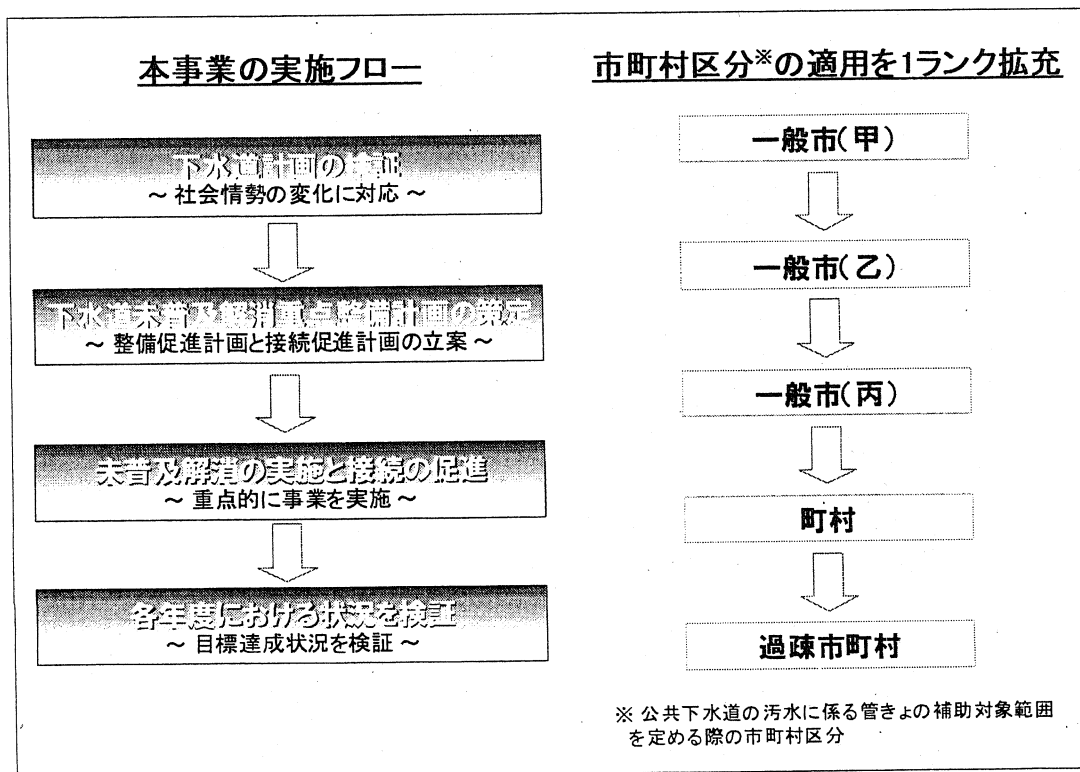 本事業の実施フロー
下水道計画の検証
～ 社会情勢の変化に対応 ～
下水道未普及解消重点整備計画の策定
～ 整備促進計画と接続促進計画の立案 ～
未普及解消の実施と接続の促進
～ 重点的に事業を実施 ～
各年度における状況を検証
～ 目標達成状況を検証 ～
市町村区分※の適用を1ランク拡充
一般市(甲)
一般市(乙)
一般市(丙)
町村
過疎市町村
※ 公共下水道の汚水に係る管きょの補助対象範囲
を定める際の市町村区分